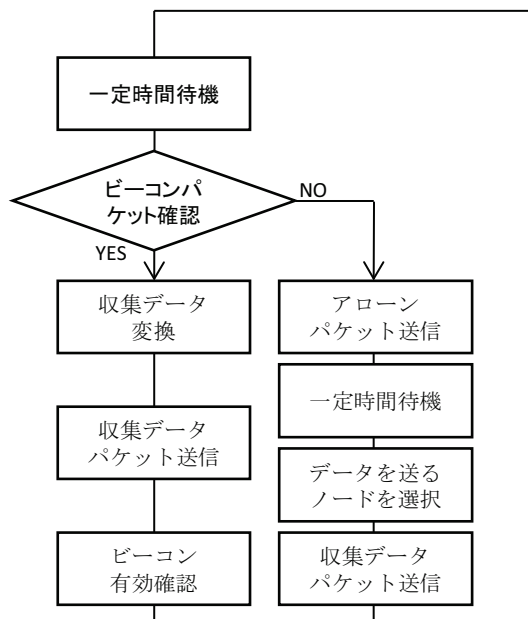 一定時間待機
ビーコンパ
ケット確認
NO
YES
収集データ
変換
収集データ
パケット送信
ビーコン
有効確認
アローン
パケット送信
一定時間待機
データを送る
ノードを選択
収集データ
パケット送信